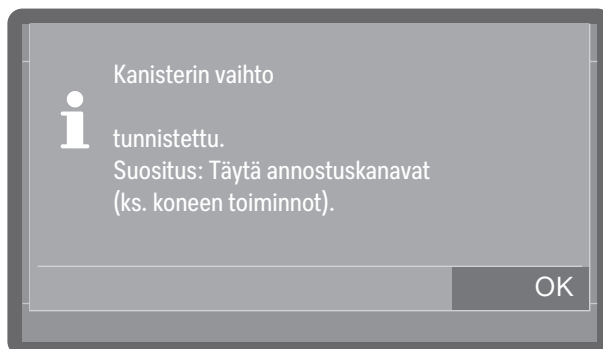 Kanisterin vaihto
tunnistettu.
Suositus: Täytä annostuskanavat
(ks. koneen toiminnot).
OK